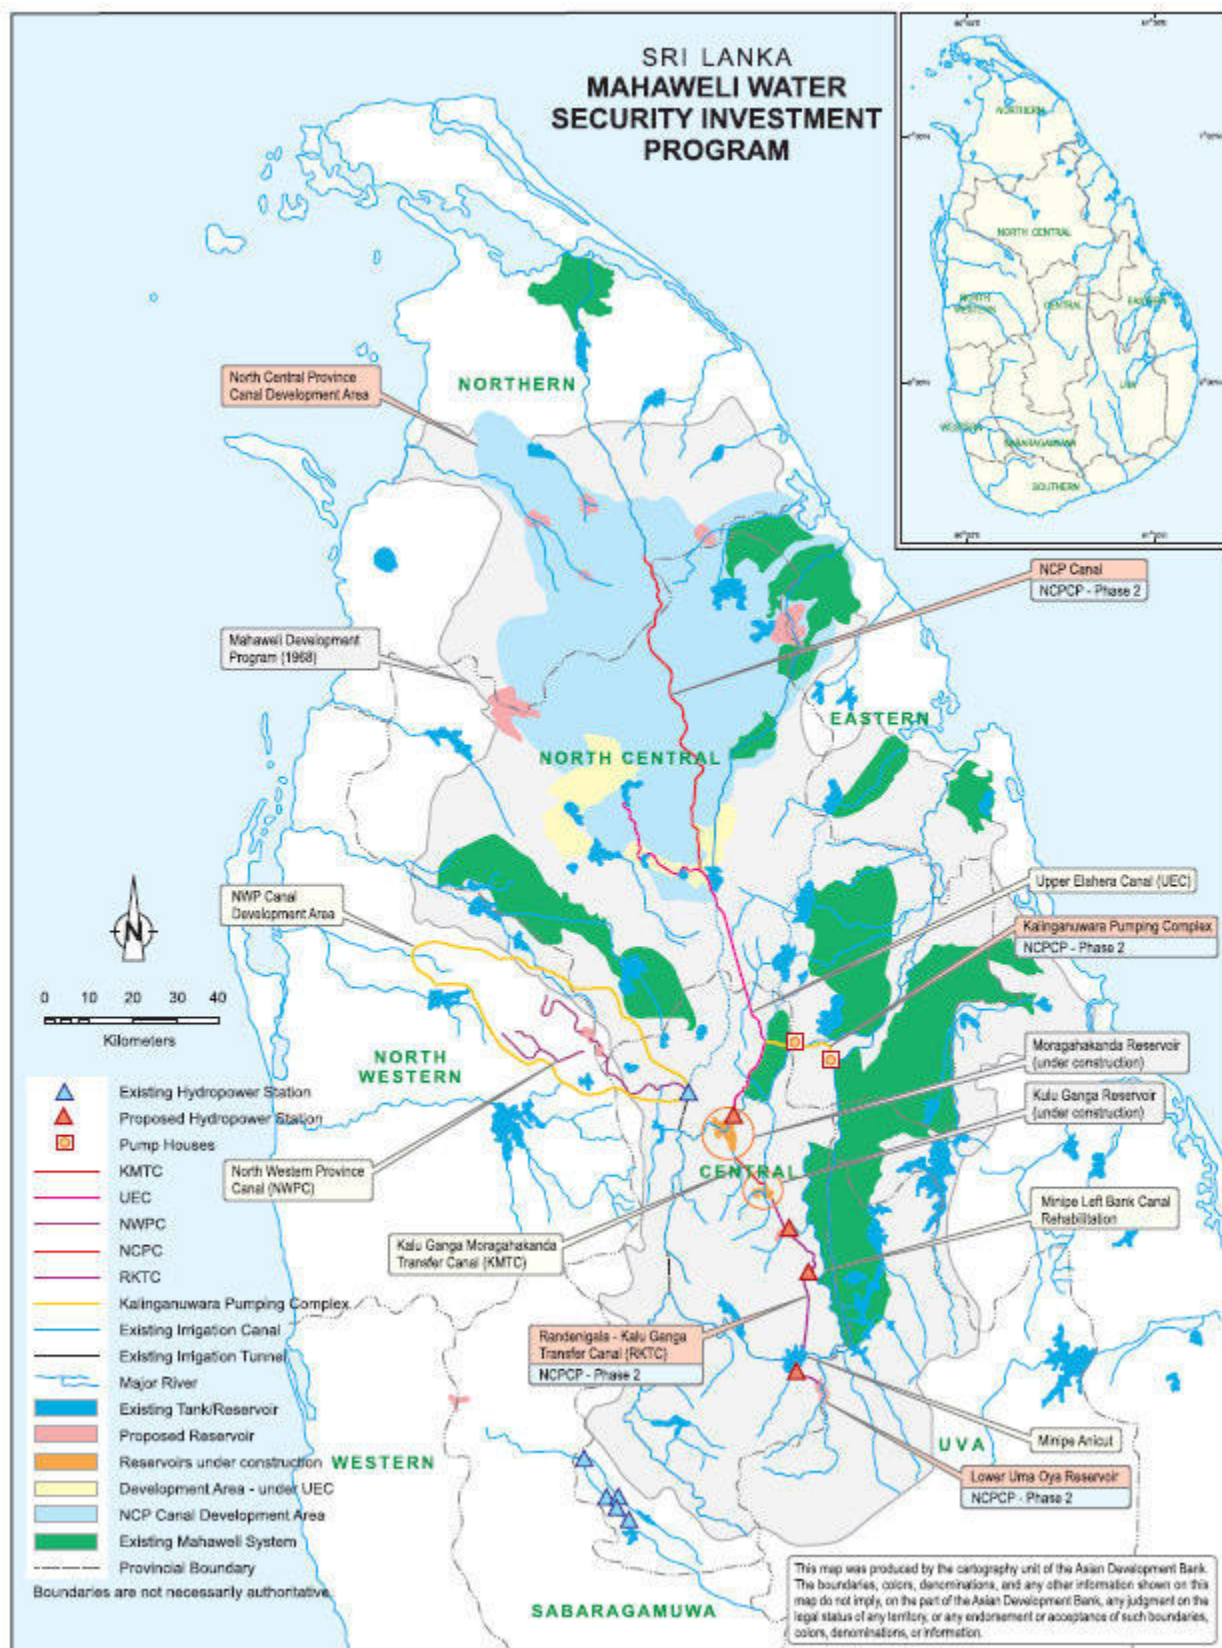 SRI LANKA
MAHAWELI WATER
SECURITY INVESTMENT
PROGRAM
NORTHERN
NORTH CENTRAL
NORTH
WESTERN
CENTRAL
EASTERN
UVA
WESTERN
SABARAGAMUWA
SOUTHERN
North Central Province
Canal Development Area
NORTHERN
NCP Canal
NCPCP - Phase 2
Mahaweli Development
Program (1968)
EASTERN
NORTH CENTRAL
NWP Canal
Development Area
Upper Elahera Canal (UEC)
Kalinganuwara Pumping Complex
NCPCP - Phase 2
N
0 10 20 30 40
Kilometers
NORTH
WESTERN
Moragahakanda Reservoir
(under construction)
Kulu Ganga Reservoir
(under construction)
North Western Province
Canal (NWPC)
CENTRAL
Minipe Left Bank Canal
Rehabilitation
Kalu Ganga Moragahakanda
Transfer Canal (KMTC)
Randenigala - Kalu Ganga
Transfer Canal (RKTC)
NCPCP - Phase 2
Minipe Anicut
UVA
Lower Uma Oya Reservoir
NCPCP - Phase 2
WESTERN
SABARAGAMUWA
Existing Hydropower Station
Proposed Hydropower Station
Pump Houses
KMTC
UEC
NWPC
NCPC
RKTC
Kalinganuwara Pumping Complex
Existing Irrigation Canal
Existing Irrigation Tunnel
Major River
Existing Tank/Reservoir
Proposed Reservoir
Reservoirs under construction
Development Area - under UEC
NCP Canal Development Area
Existing Mahaweli System
Provincial Boundary
Boundaries are not necessarily authoritative.
This map was produced by the cartography unit of the Asian Development Bank.
The boundaries, colors, denominations, and any other information shown on this
map do not imply, on the part of the Asian Development Bank, any judgment on the
legal status of any territory, or any endorsement or acceptance of such boundaries,
colors, denominations, or information.